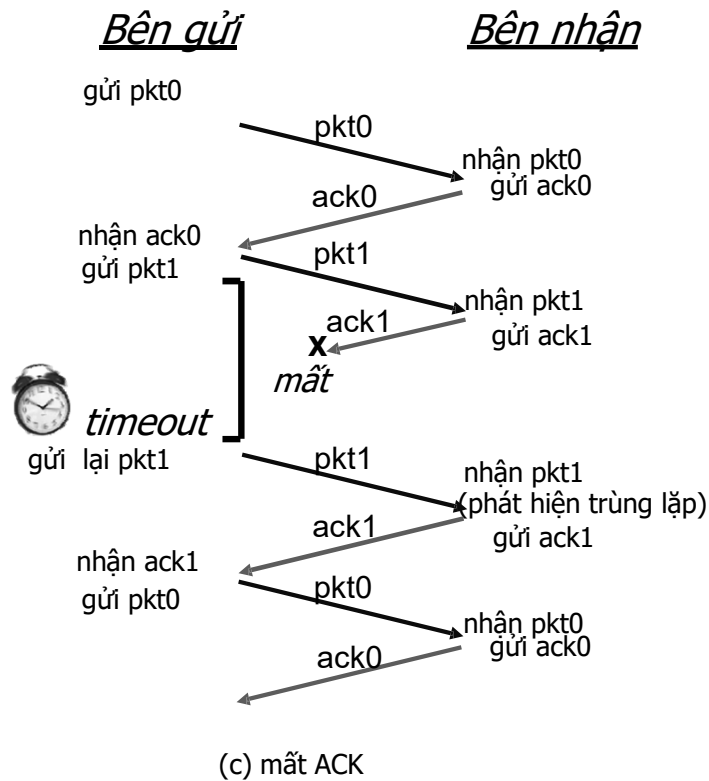 Bên gửi
Bên nhận
gửi pkt0
pkt0
nhận pkt0
gửi ack0
ack0
nhận ack0
gửi pkt1
pkt1
nhận pkt1
gửi ack1
ack1
X
mất
timeout
gửi lại pkt1
pkt1
nhận pkt1
(phát hiện trùng lặp)
gửi ack1
ack1
nhận ack1
gửi pkt0
pkt0
nhận pkt0
gửi ack0
ack0
(c) mất ACK